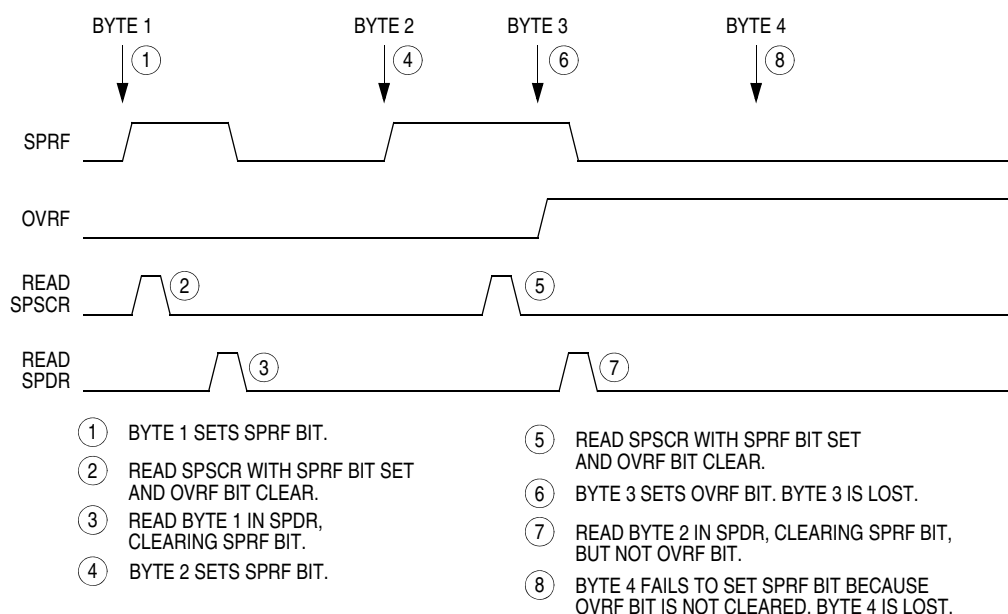 BYTE 1
BYTE 2
BYTE 3
BYTE 4
1
4
6
8
SPRF
OVRF
READ
SPSCR
2
5
READ
SPDR
3
7
1 BYTE 1 SETS SPRF BIT.
2 READ SPSCR WITH SPRF BIT SET
AND OVRF BIT CLEAR.
3 READ BYTE 1 IN SPDR,
CLEARING SPRF BIT.
4 BYTE 2 SETS SPRF BIT.
5 READ SPSCR WITH SPRF BIT SET
AND OVRF BIT CLEAR.
6 BYTE 3 SETS OVRF BIT. BYTE 3 IS LOST.
7 READ BYTE 2 IN SPDR, CLEARING SPRF BIT,
BUT NOT OVRF BIT.
8 BYTE 4 FAILS TO SET SPRF BIT BECAUSE
OVRF BIT IS NOT CLEARED. BYTE 4 IS LOST.